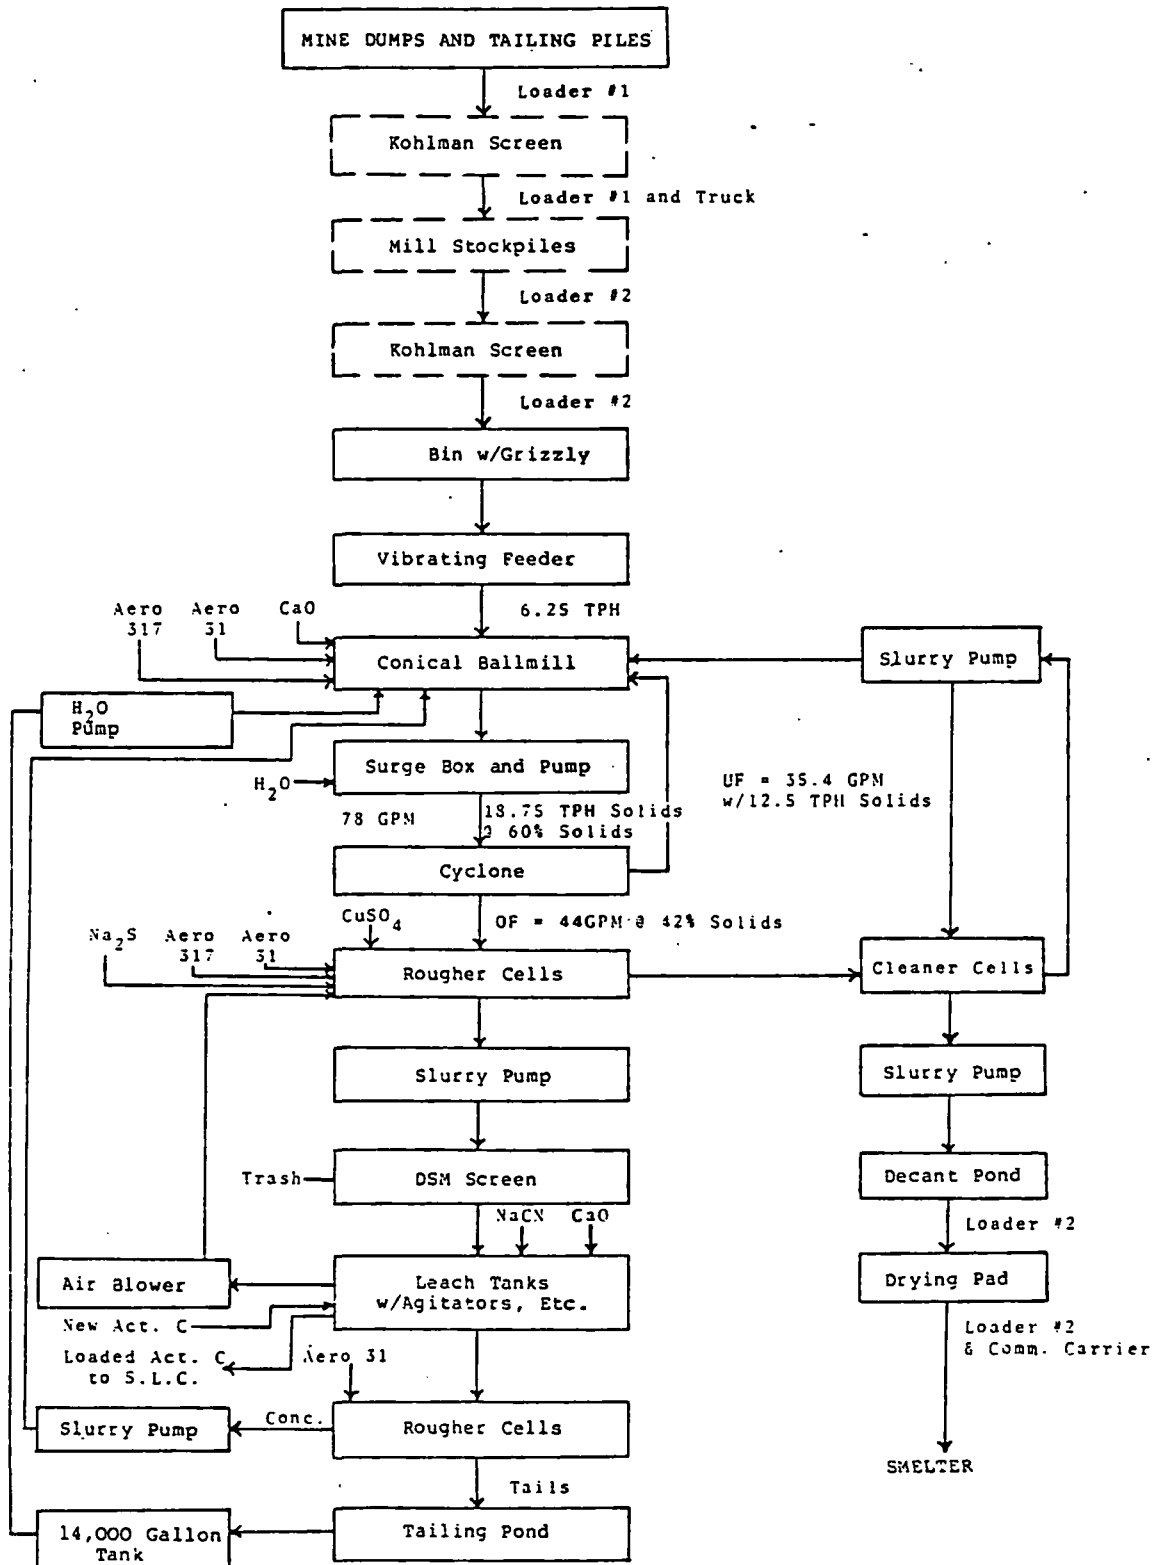 MINE DUMPS AND TAILING PILES
Loader #1
Kohlman Screen
Loader #1 and Truck
Mill Stockpiles
Loader #2
Kohlman Screen
Loader #2
Bin w/Grizzly
Vibrating Feeder
6.25 TPH
Aero
317
Aero
31
CaO
Conical Ballmill
Slurry Pump
H2O
Pump
Surge Box and Pump
H2O
UF = 35.4 GPM
w/12.5 TPH Solids
78 GPM
18.75 TPH Solids
@ 60% Solids
Cyclone
OF = 44GPM @ 42% Solids
CuSO4
Na2S
Aero
317
Aero
31
Rougher Cells
Cleaner Cells
Slurry Pump
Slurry Pump
Trash
DSM Screen
Decant Pond
NaCN
CaO
Loader #2
Air Blower
Leach Tanks
w/Agitators, Etc.
Drying Pad
New Act. C
Loaded Act. C
to S.L.C.
Loader #2
& Comm. Carrier
Aero 31
Slurry Pump
Conc.
Rougher Cells
SMELTER
Tails
14,000 Gallon
Tank
Tailing Pond